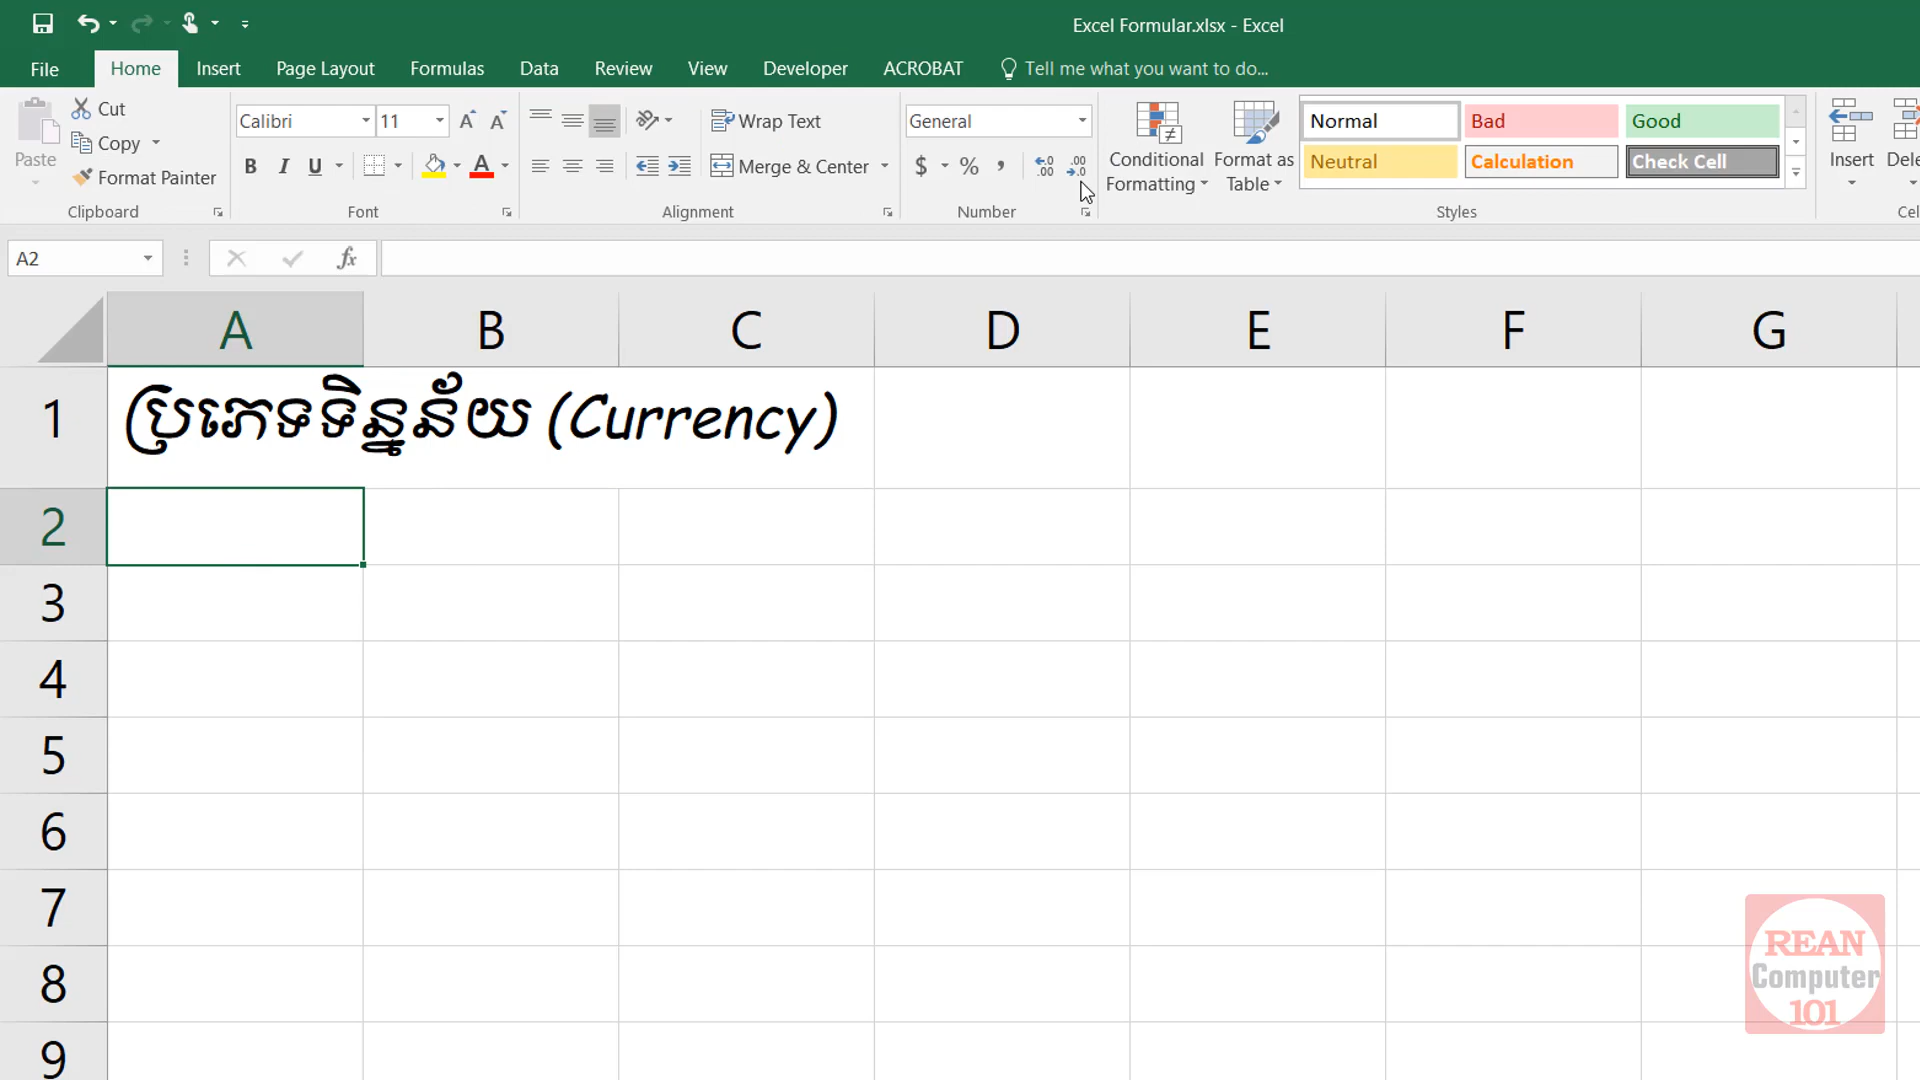 Excel Formular.xlsx - Excel
File Home Insert Page Layout Formulas Data Review View Developer ACROBAT Tell me what you want to do...
Paste Cut Copy Format Painter
Clipboard
Calibri 11
B I U A
Font
Wrap Text
Merge & Center
Alignment
General
$ % ,
Number
Conditional Formatting
Format as Table
Normal Bad Good
Neutral Calculation Check Cell
Styles
Insert Dele
Cel
A2 fx
A B C D E F G
1 ប្រភេទទិន្នន័យ (Currency)
2
3
4
5
6
7
8
9
REAN
Computer
101